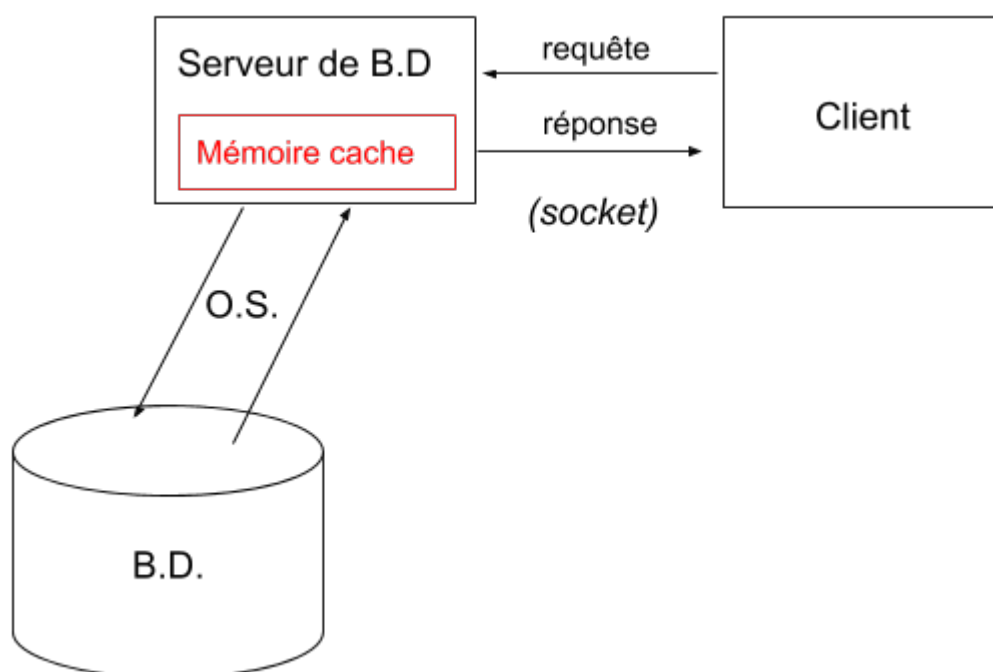 Serveur de B.D
Mémoire cache
requête
réponse
(socket)
Client
O.S.
B.D.